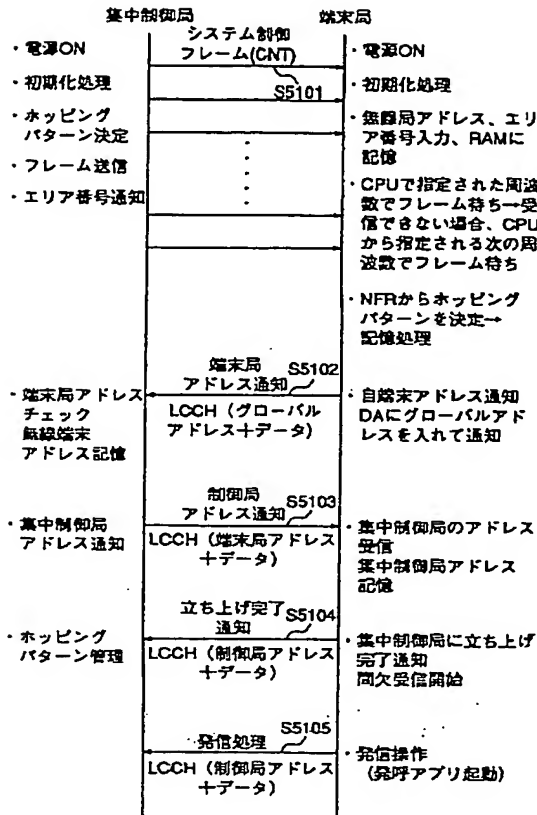 集中制御局
端末局
システム制御
フレーム(CNT)
S5101
・電源ON
・初期化処理
・ホッピング
パターン決定
・フレーム送信
・エリア番号通知
・電源ON
・初期化処理
・無線局アドレス、エリ
ア番号入力、RAMに
記憶
・CPUで指定された周波
数でフレーム待ち→受
信できない場合、CPU
から指定される次の周
波数でフレーム待ち
・NFRからホッピング
パターンを決定→
記憶処理
端末局
アドレス通知
S5102
LCCH(グローバル
アドレス+データ)
・端末局アドレス
チェック
無線端末
アドレス記憶
・自端末アドレス通知
DAにグローバルアド
レスを入れて通知
制御局
アドレス通知
S5103
LCCH(端末局アドレス
+データ)
・集中制御局
アドレス通知
・集中制御局のアドレス
受信
集中制御局アドレス
記憶
立ち上げ完了
通知
S5104
LCCH(制御局アドレス
+データ)
・ホッピング
パターン管理
・集中制御局に立ち上げ
完了通知
間欠受信開始
発信処理
S5105
LCCH(制御局アドレス
+データ)
・発信操作
(発呼アプリ起動)